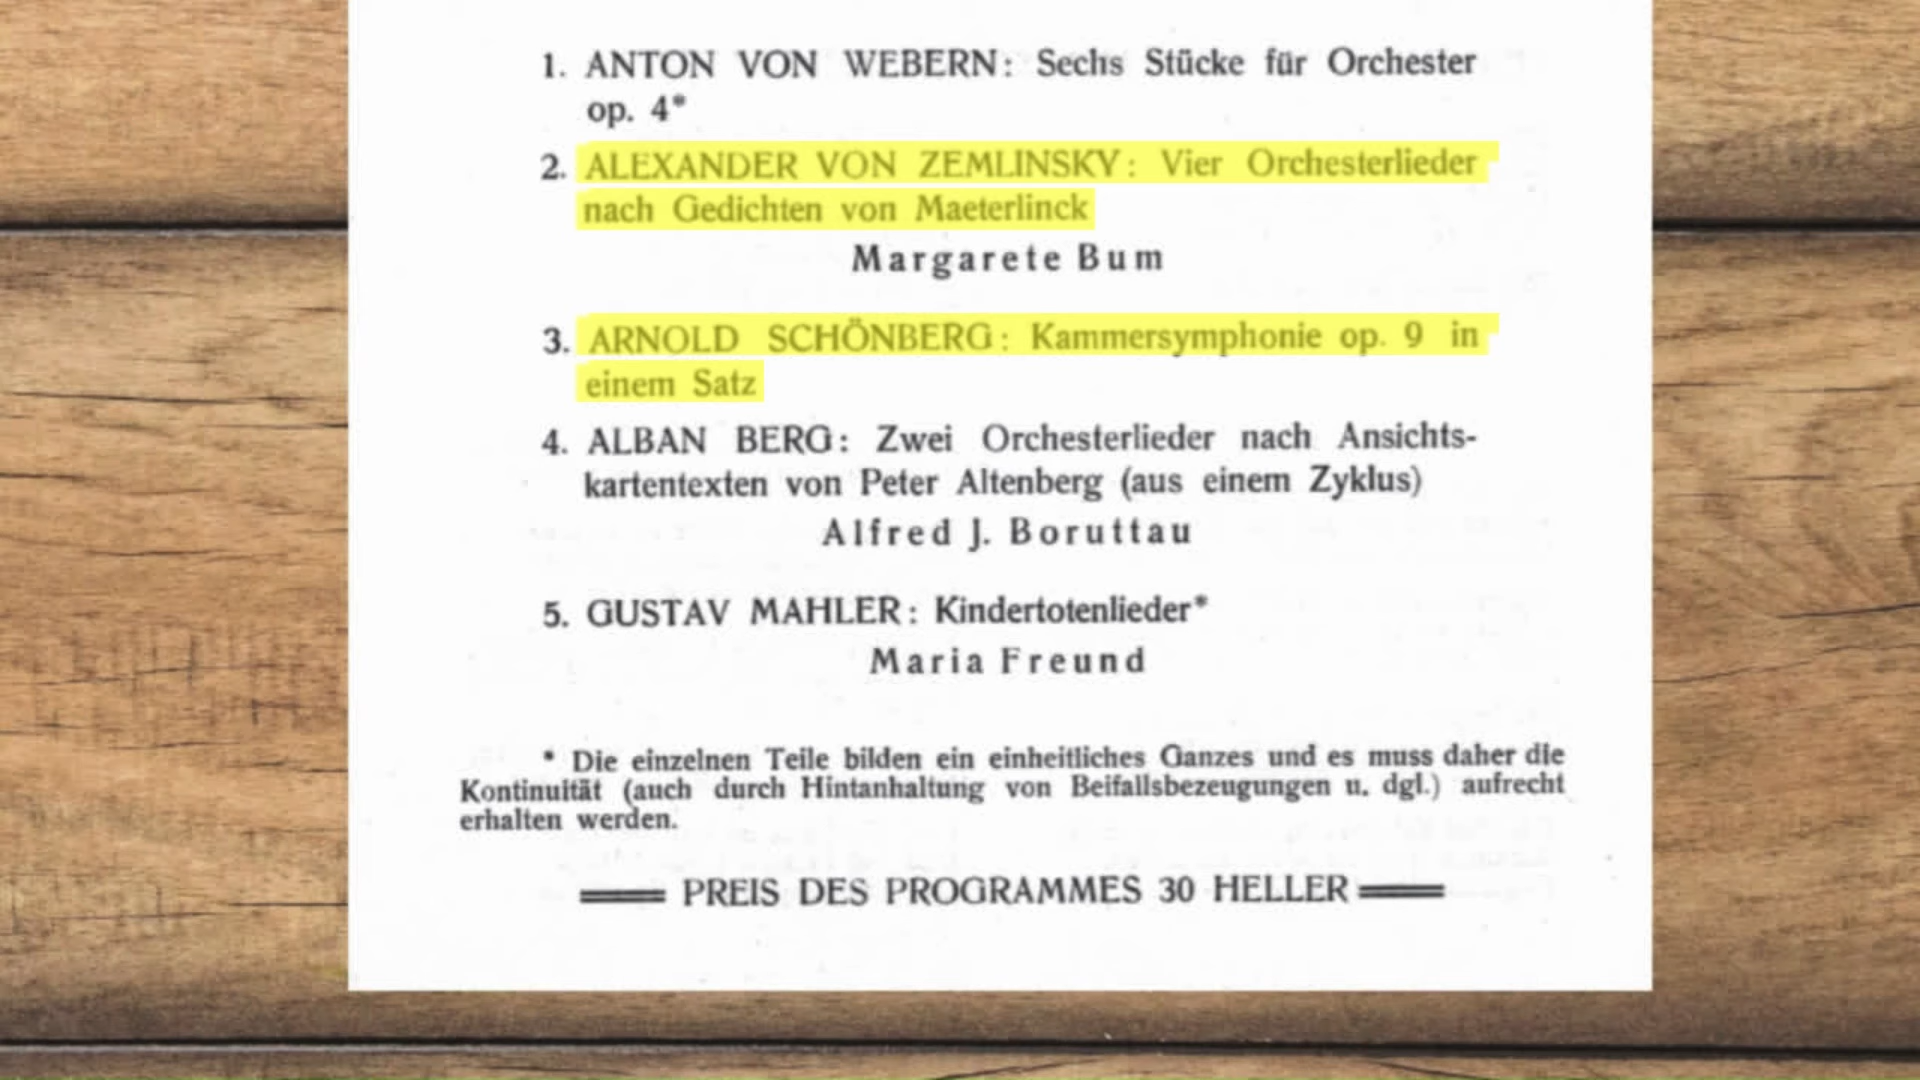 1. ANTON VON WEBERN: Sechs Stücke für Orchester
op. 4*
2. ALEXANDER VON ZEMLINSKY: Vier Orchesterlieder
nach Gedichten von Maeterlinck
Margarete Bum
3. ARNOLD SCHÖNBERG: Kammersymphonie op. 9 in
einem Satz
4. ALBAN BERG: Zwei Orchesterlieder nach Ansichts-
kartentexten von Peter Altenberg (aus einem Zyklus)
Alfred J. Boruttau
5. GUSTAV MAHLER: Kindertotenlieder*
Maria Freund
* Die einzelnen Teile bilden ein einheitliches Ganzes und es muss daher die
Kontinuität (auch durch Hintanhaltung von Beifallsbezeugungen u. dgl.) aufrecht
erhalten werden.
PREIS DES PROGRAMMES 30 HELLER